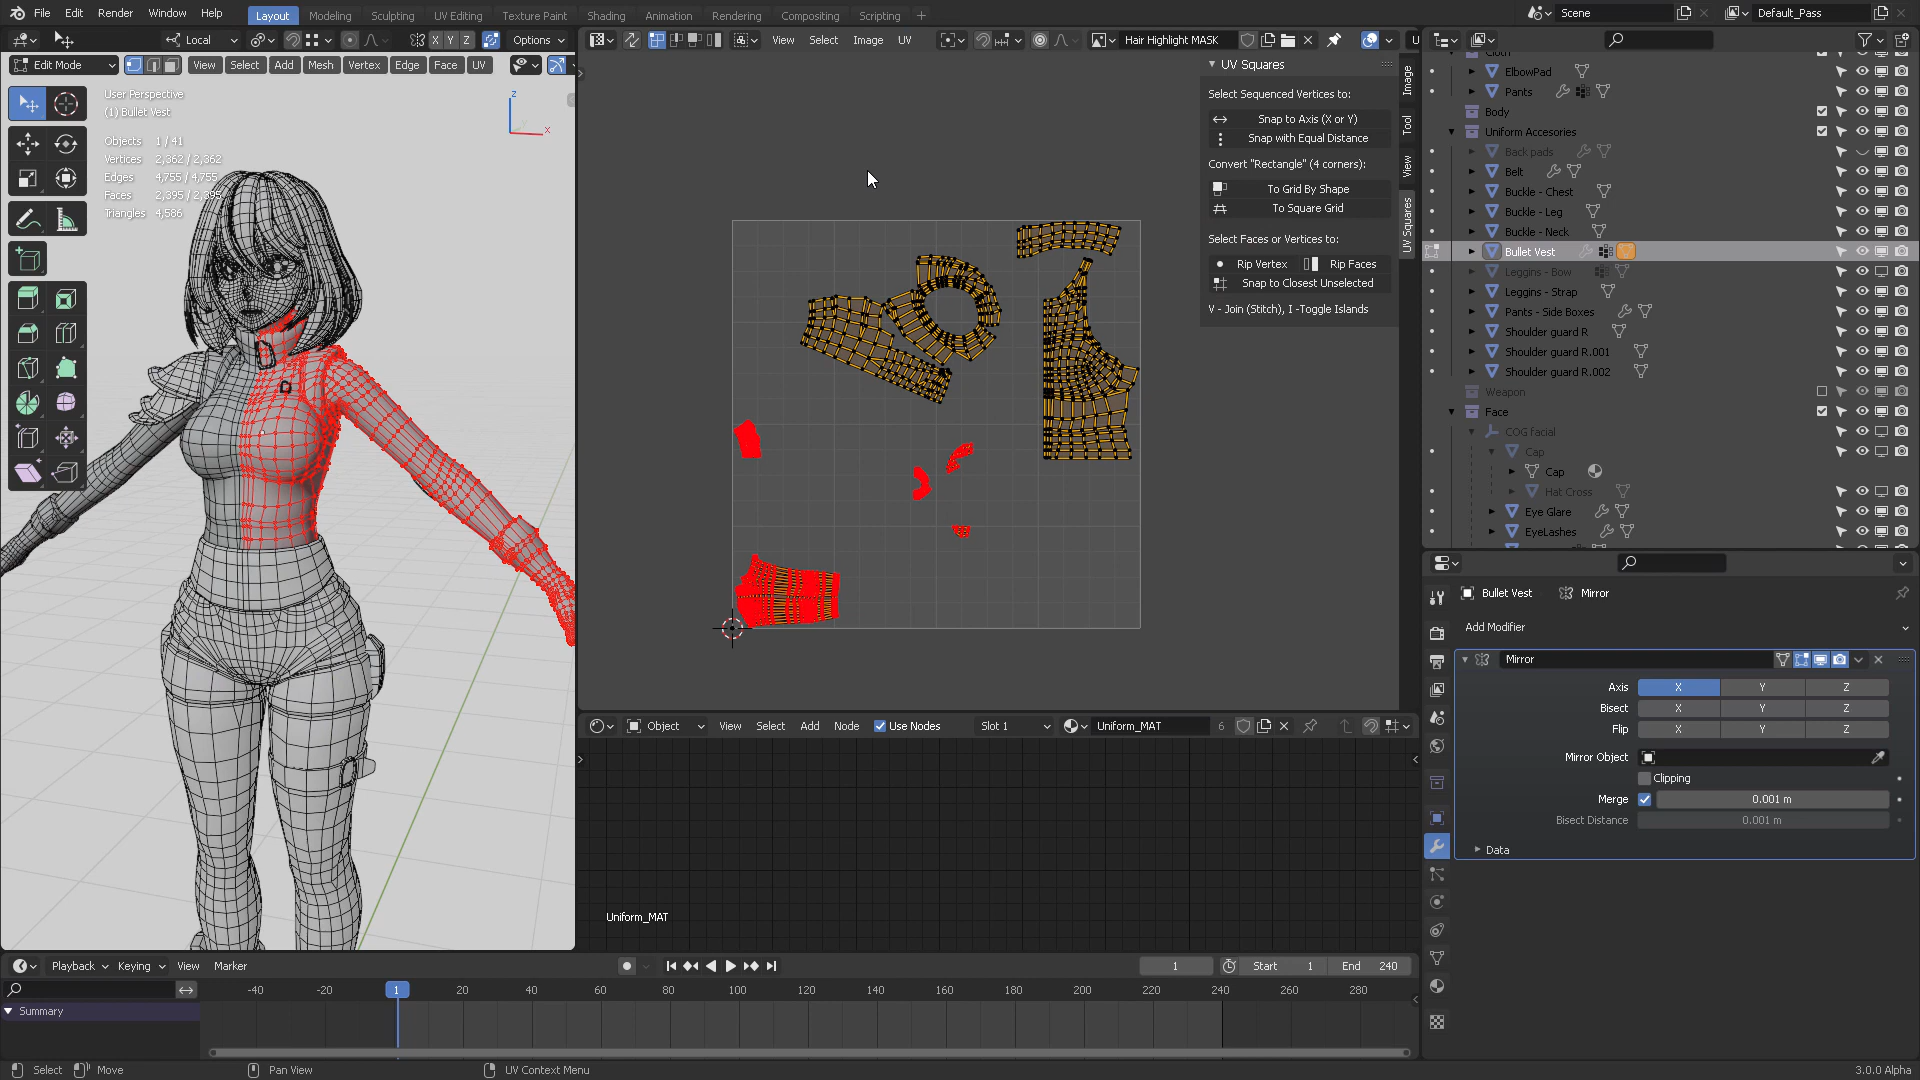 File Edit Render Window Help Layout Modeling Sculpting UV Editing Texture Paint Shading Animation Rendering Compositing Scripting + Scene Default_Pass
Local X Y Z Options View Select Image UV Hair Highlight MASK U
Edit Mode View Select Add Mesh Vertex Edge Face UV
User Perspective
(1) Bullet Vest
Objects 1 / 41
Vertices 2,362 / 2,362
Edges 4,755 / 4,755
Faces 2,395 / 2,395
Triangles 4,586
Z
Y
X
UV Squares
Select Sequenced Vertices to:
Snap to Axis (X or Y)
Snap with Equal Distance
Convert "Rectangle" (4 corners):
To Grid By Shape
To Square Grid
Select Faces or Vertices to:
Rip Vertex Rip Faces
Snap to Closest Unselected
V - Join (Stitch), I -Toggle Islands
Image
Tool
View
UV Squares
Cloth
ElbowPad
Pants
Body
Uniform Accesories
Back pads
Belt
Buckle - Chest
Buckle - Leg
Buckle - Neck
Bullet Vest
Leggins - Bow
Leggins - Strap
Pants - Side Boxes
Shoulder guard R
Shoulder guard R.001
Shoulder guard R.002
Weapon
Face
COG facial
Cap
Cap
Hat Cross
Eye Glare
EyeLashes
Bullet Vest Mirror
Add Modifier
Mirror
Axis X Y Z
Bisect X Y Z
Flip X Y Z
Mirror Object
Clipping
Merge 0.001 m
Bisect Distance 0.001 m
Data
Object View Select Add Node Use Nodes Slot 1 Uniform_MAT 6
Uniform_MAT
Playback Keying View Marker 1 Start 1 End 240
-40 -20 1 20 40 60 80 100 120 140 160 180 200 220 240 260 280
Summary
Select Move Pan View UV Context Menu 3.0.0 Alpha